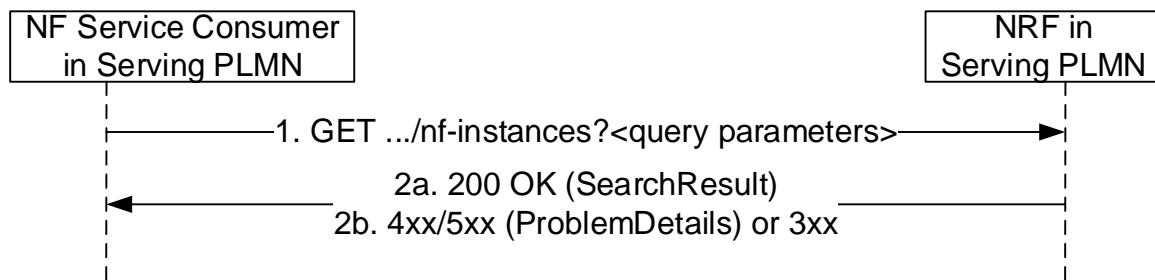 NF Service Consumer
in Serving PLMN
NRF in
Serving PLMN
1. GET .../nf-instances?<query parameters>
2a. 200 OK (SearchResult)
2b. 4xx/5xx (ProblemDetails) or 3xx